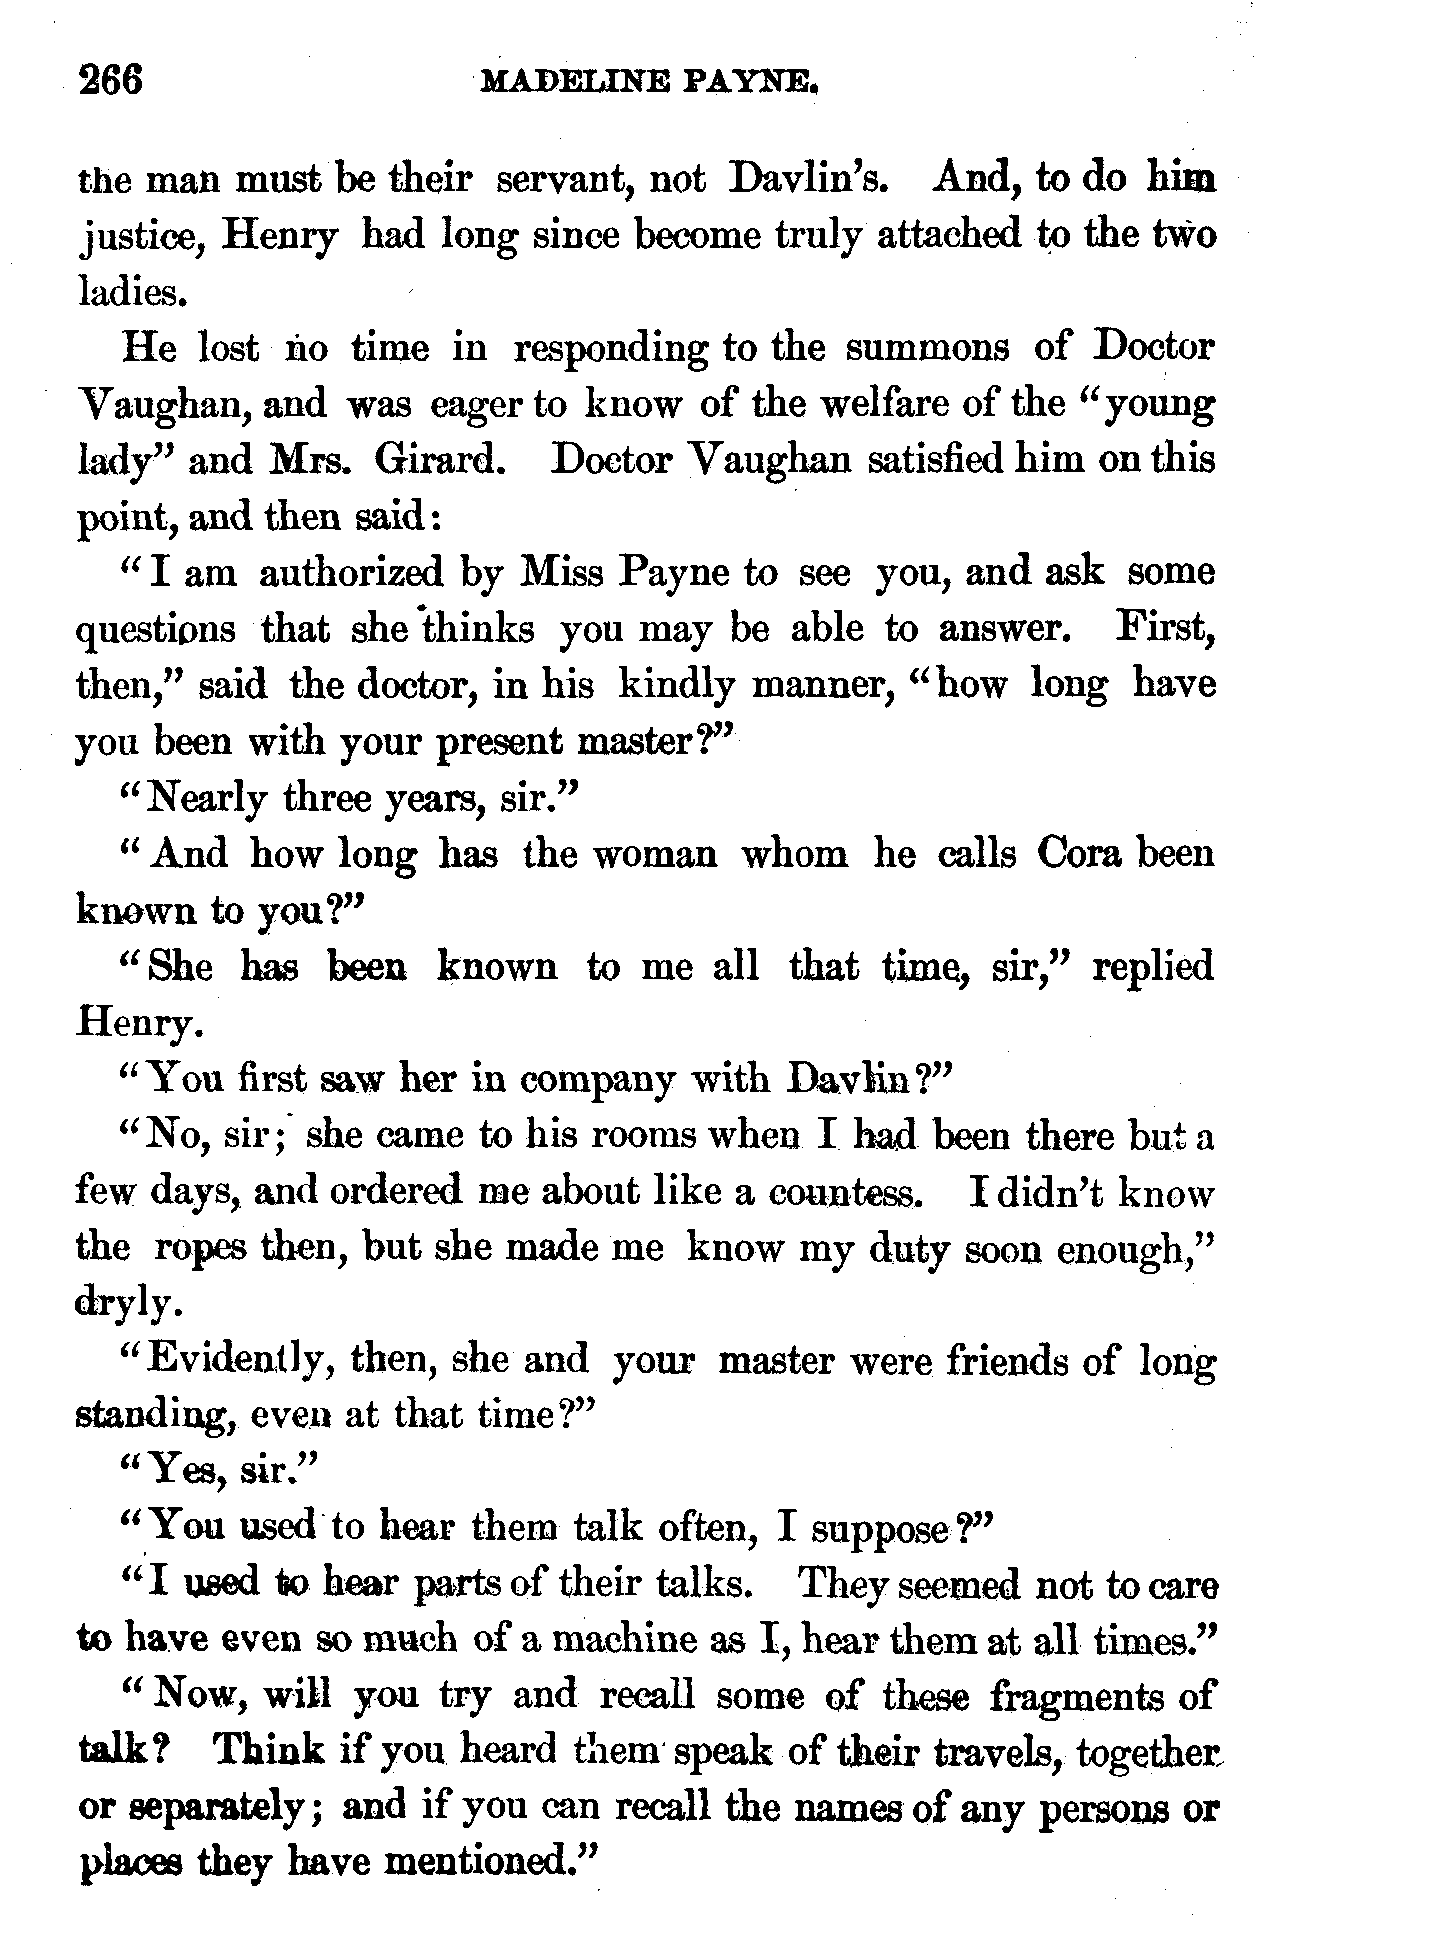 266 MADELINE PAYNE.
the man must be their servant, not Davlin's. And, to do him
justice, Henry had long since become truly attached to the two
ladies.
He lost no time in responding to the summons of Doctor
Vaughan, and was eager to know of the welfare of the "young
lady" and Mrs. Girard. Doctor Vaughan satisfied him on this
point, and then said:
"I am authorized by Miss Payne to see you, and ask some
questions that she thinks you may be able to answer. First,
then," said the doctor, in his kindly manner, "how long have
you been with your present master?"
"Nearly three years, sir."
"And how long has the woman whom he calls Cora been
known to you?"
"She has been known to me all that time, sir," replied
Henry.
"You first saw her in company with Davlin?"
"No, sir; she came to his rooms when I had been there but a
few days, and ordered me about like a countess. I didn't know
the ropes then, but she made me know my duty soon enough,"
dryly.
"Evidently, then, she and your master were friends of long
standing, even at that time?"
"Yes, sir."
"You used to hear them talk often, I suppose?"
"I used to hear parts of their talks. They seemed not to care
to have even so much of a machine as I, hear them at all times."
"Now, will you try and recall some of these fragments of
talk? Think if you heard them speak of their travels, together
or separately; and if you can recall the names of any persons or
places they have mentioned."